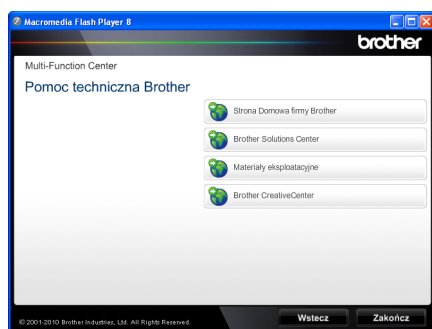 Macromedia Flash Player 8
brother
Multi-Function Center
Pomoc techniczna Brother
Strona Domowa firmy Brother
Brother Solutions Center
Materiały eksploatacyjne
Brother CreativeCenter
© 2001-2010 Brother Industries, Ltd. All Rights Reserved.
Wstecz
Zakończ